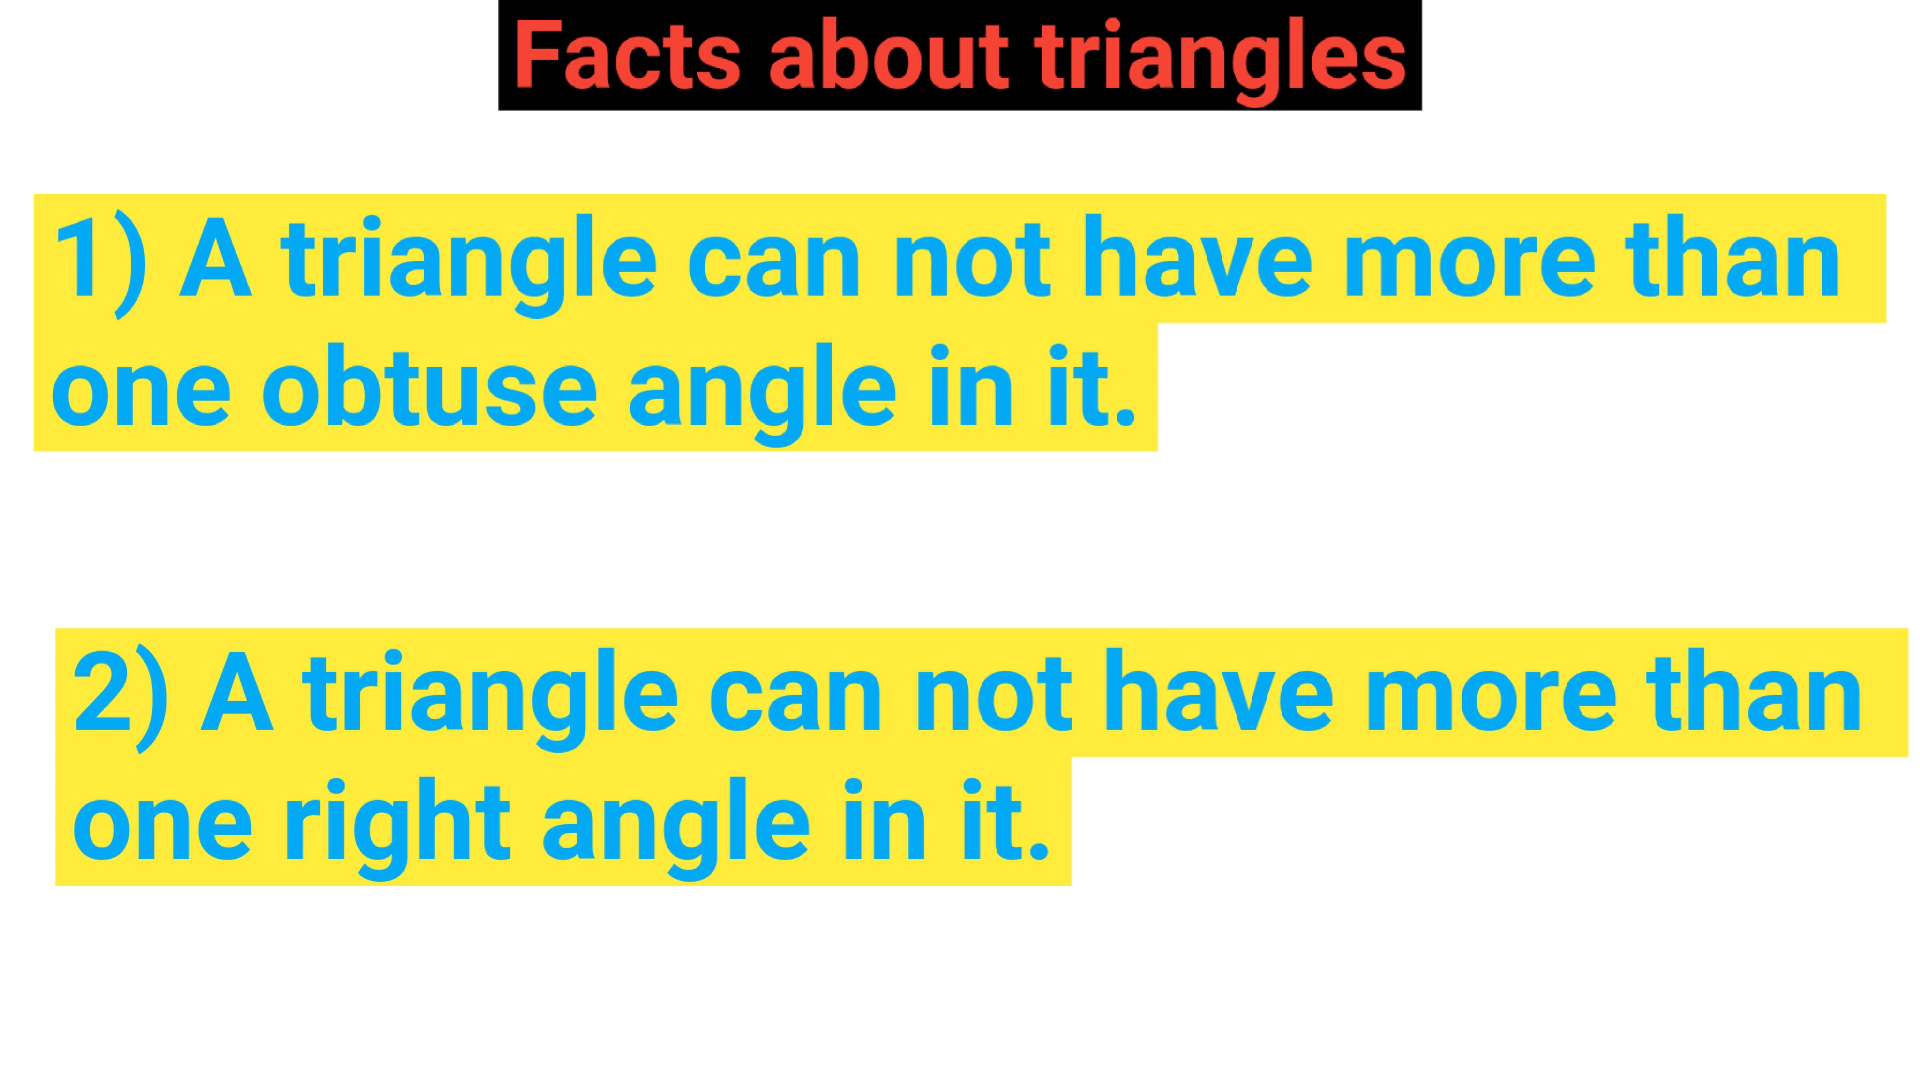 Facts about triangles
1) A triangle can not have more than
one obtuse angle in it.
2) A triangle can not have more than
one right angle in it.